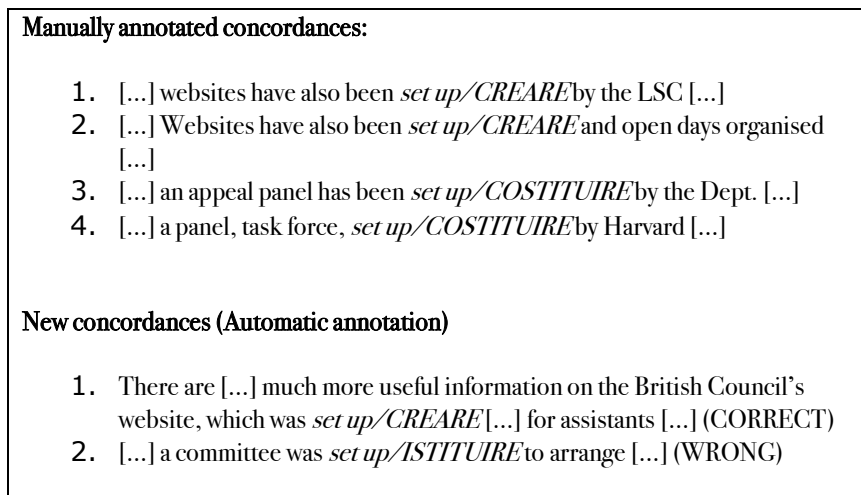 Manually annotated concordances:
1. […] websites have also been set up/CREARE by the LSC […]
2. […] Websites have also been set up/CREARE and open days organised
[…]
3. […] an appeal panel has been set up/COSTITUIRE by the Dept. […]
4. […] a panel, task force, set up/COSTITUIRE by Harvard […]
New concordances (Automatic annotation)
1. There are […] much more useful information on the British Council’s
website, which was set up/CREARE […] for assistants […] (CORRECT)
2. […] a committee was set up/ISTITUIRE to arrange […] (WRONG)